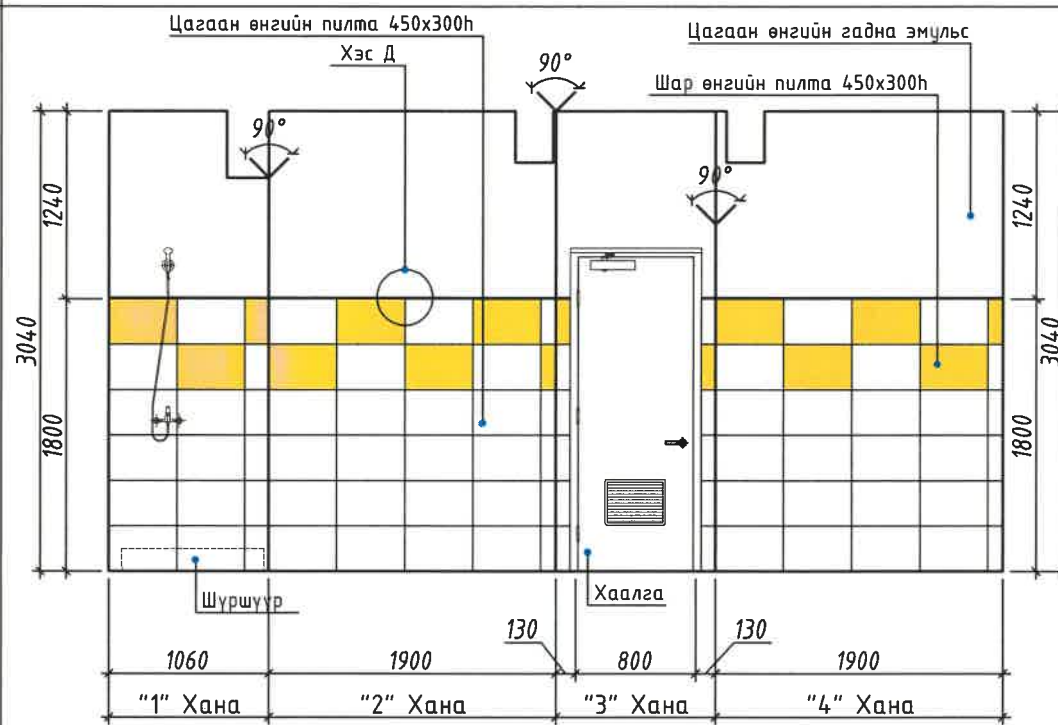 Цагаан өнгийн пилта 450x300h
Хэс Д
Цагаан өнгийн гадна эмульс
Шар өнгийн пилта 450x300h
90°
90°
90°
1240
1240
3040
3040
1800
1800
Шүршүүр
Хаалга
130
130
1060
1900
800
1900
"1" Хана
"2" Хана
"3" Хана
"4" Хана